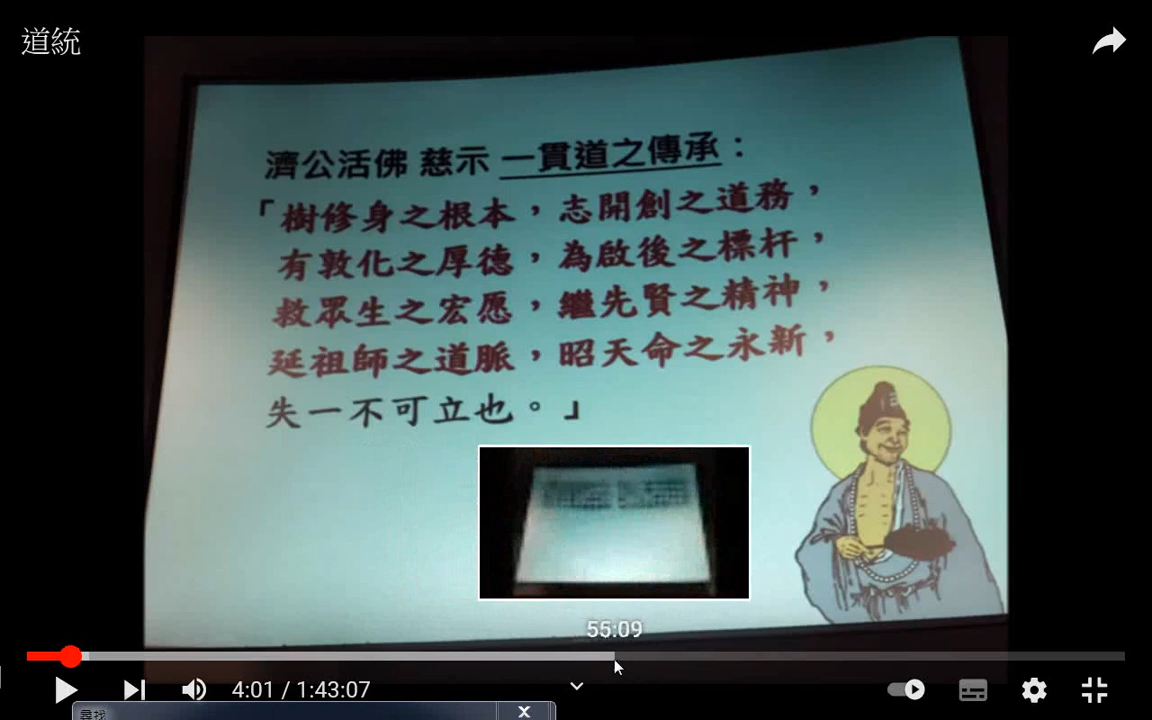 道統
濟公活佛 慈示 一貫道之傳承：
「樹修身之根本，志開創之道務，
有敦化之厚德，為啟後之標杆，
救眾生之宏愿，繼先賢之精神，
延祖師之道脈，昭天命之永新，
失一不可立也。」
55:09
4:01 / 1:43:07
尋找